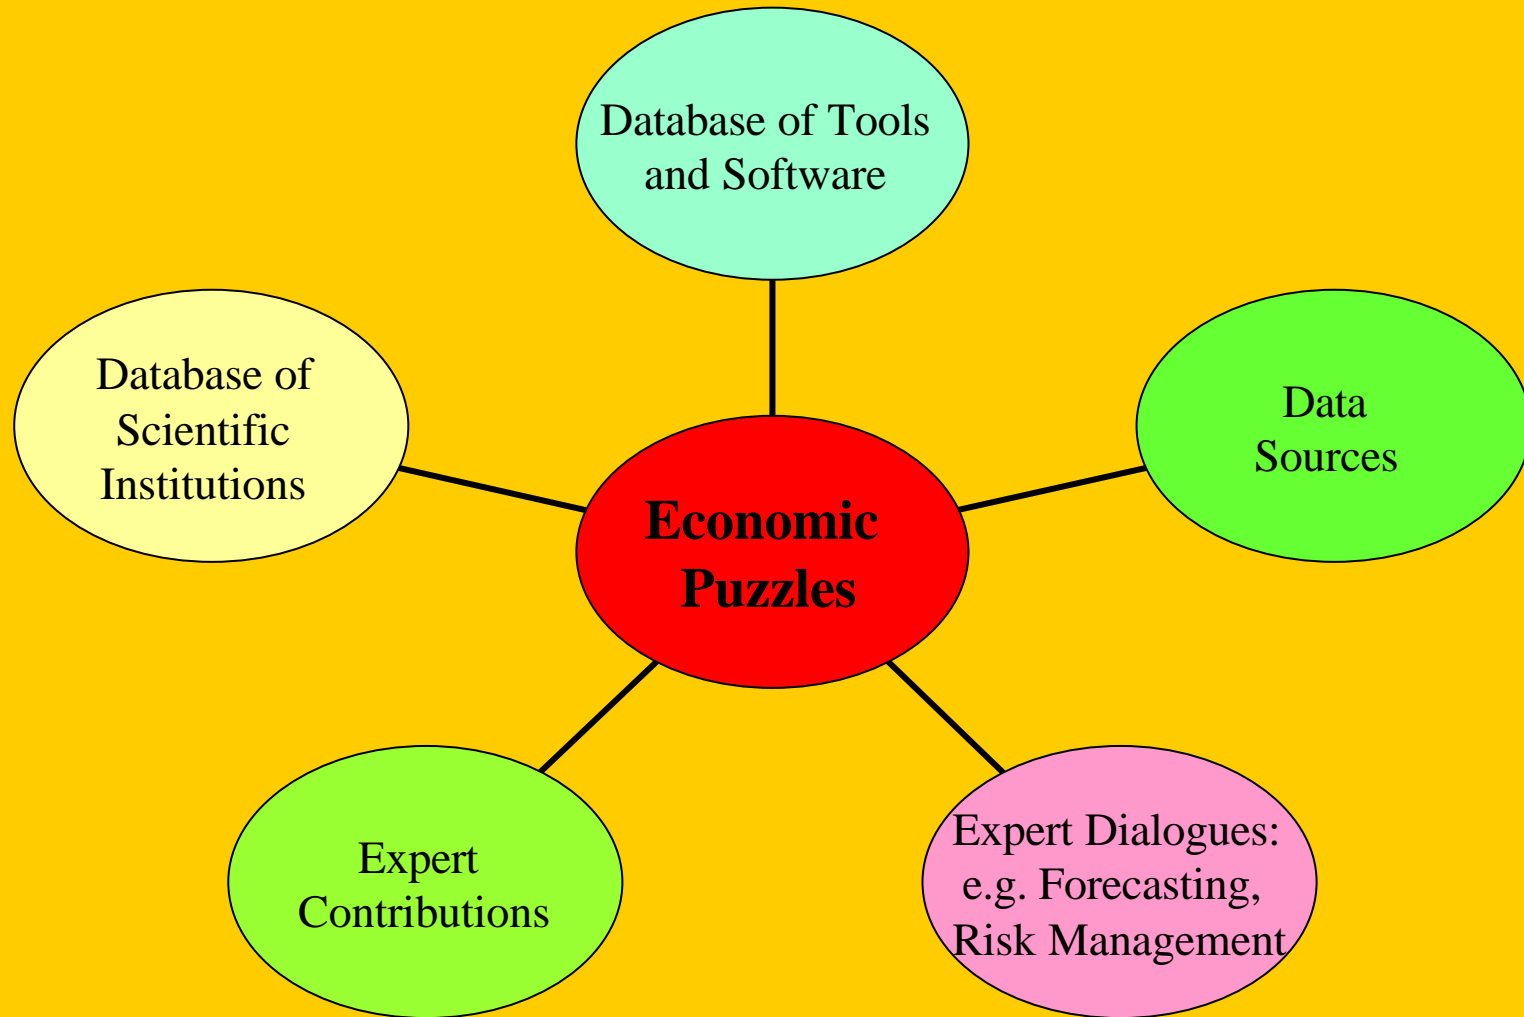 Database of Tools
and Software
Database of
Scientific
Institutions
Data
Sources
Economic
Puzzles
Expert
Contributions
Expert Dialogues:
e.g. Forecasting,
Risk Management